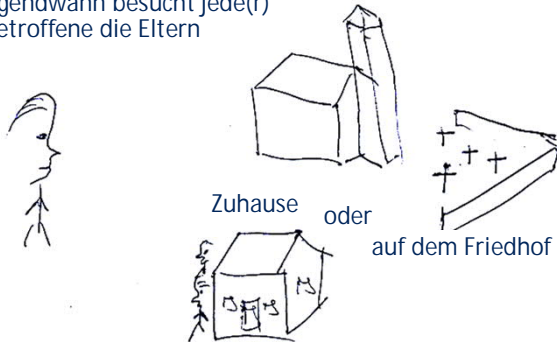 gendwann besucht jede(r)
etroffene die Eltern
Zuhause oder
auf dem Friedhof